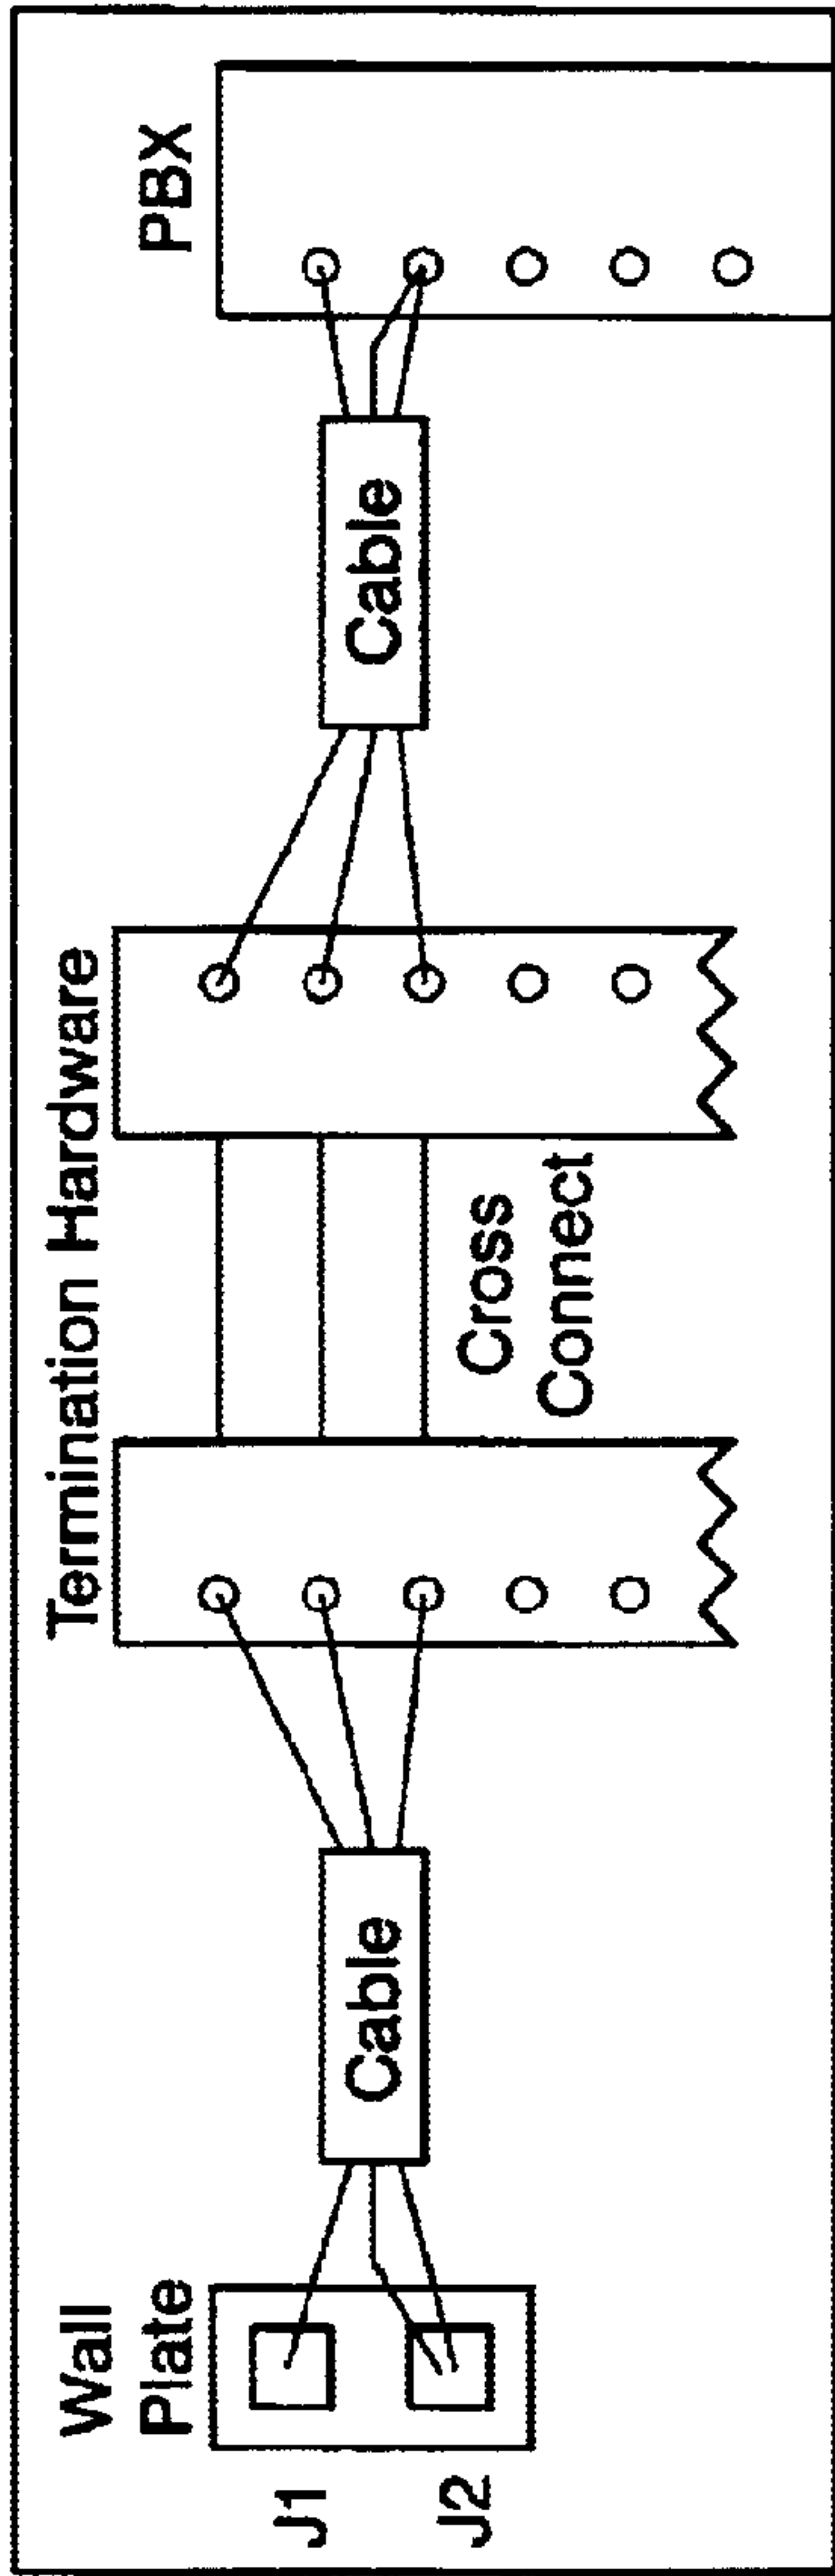 Wall
Plate
J1
J2
Cable
Termination Hardware
Cross
Connect
Cable
PBX